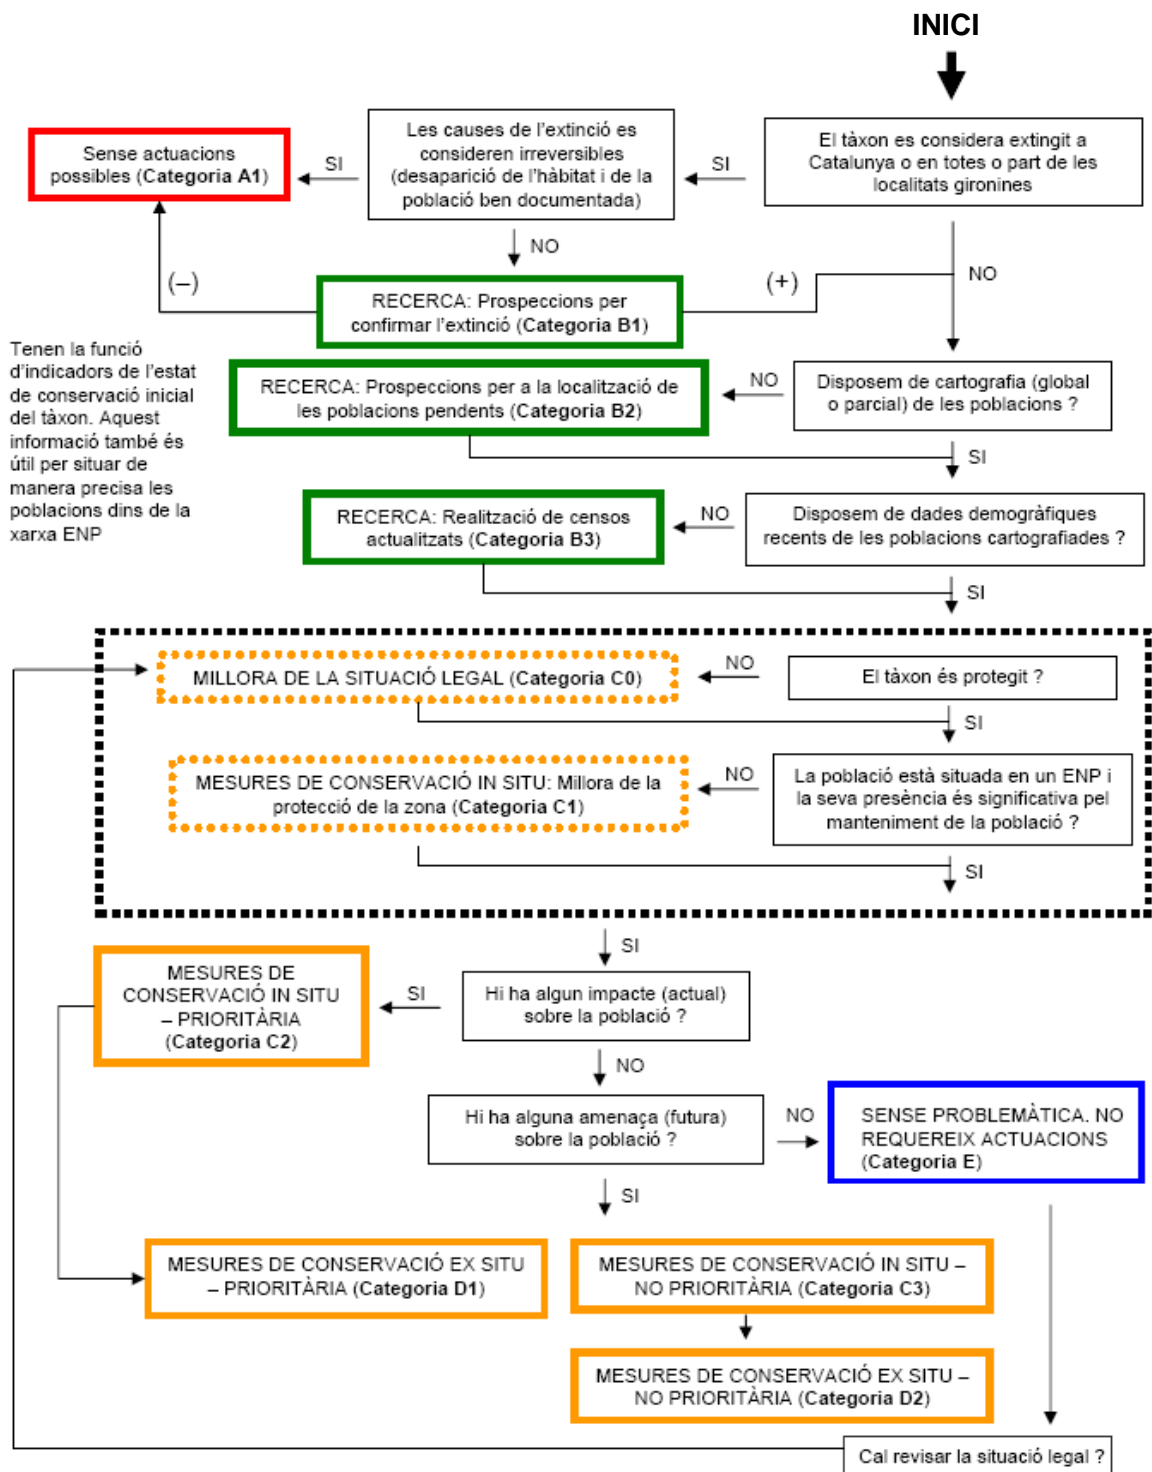 INICI
El tàxon es considera extingit a
Catalunya o en totes o part de les
localitats gironines
SI
Les causes de l'extinció es
consideren irreversibles
(desaparició de l'hàbitat i de la
població ben documentada)
SI
Sense actuacions
possibles (Categoria A1)
NO
NO
(–)
(+)
RECERCA: Prospeccions per
confirmar l'extinció (Categoria B1)
Tenen la funció
d'indicadors de l'estat
de conservació inicial
del tàxon. Aquest
informació també és
útil per situar de
manera precisa les
poblacions dins de la
xarxa ENP
Disposem de cartografia (global
o parcial) de les poblacions ?
NO
RECERCA: Prospeccions per a la localització de
les poblacions pendents (Categoria B2)
SI
Disposem de dades demogràfiques
recents de les poblacions cartografiades ?
NO
RECERCA: Realització de censos
actualitzats (Categoria B3)
SI
El tàxon és protegit ?
NO
MILLORA DE LA SITUACIÓ LEGAL (Categoria C0)
SI
La població està situada en un ENP i
la seva presència és significativa pel
manteniment de la població ?
NO
MESURES DE CONSERVACIÓ IN SITU: Millora de la
protecció de la zona (Categoria C1)
SI
SI
Hi ha algun impacte (actual)
sobre la població ?
SI
MESURES DE
CONSERVACIÓ IN SITU
– PRIORITÀRIA
(Categoria C2)
NO
Hi ha alguna amenaça (futura)
sobre la població ?
NO
SENSE PROBLEMÀTICA. NO
REQUEREIX ACTUACIONS
(Categoria E)
SI
MESURES DE CONSERVACIÓ EX SITU
– PRIORITÀRIA (Categoria D1)
MESURES DE CONSERVACIÓ IN SITU –
NO PRIORITÀRIA (Categoria C3)
MESURES DE CONSERVACIÓ EX SITU –
NO PRIORITÀRIA (Categoria D2)
Cal revisar la situació legal ?